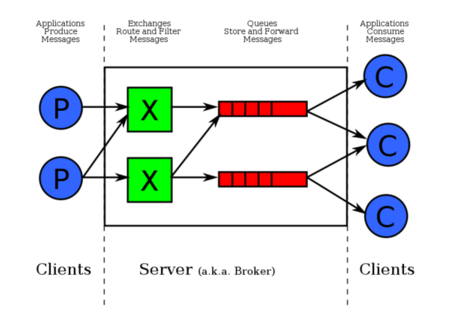 Applications
Produce
Messages
Exchanges
Route and Filter
Messages
Queues
Store and Forward
Messages
Applications
Consume
Messages
P
X
C
P
X
C
C
Clients
Server (a.k.a. Broker)
Clients